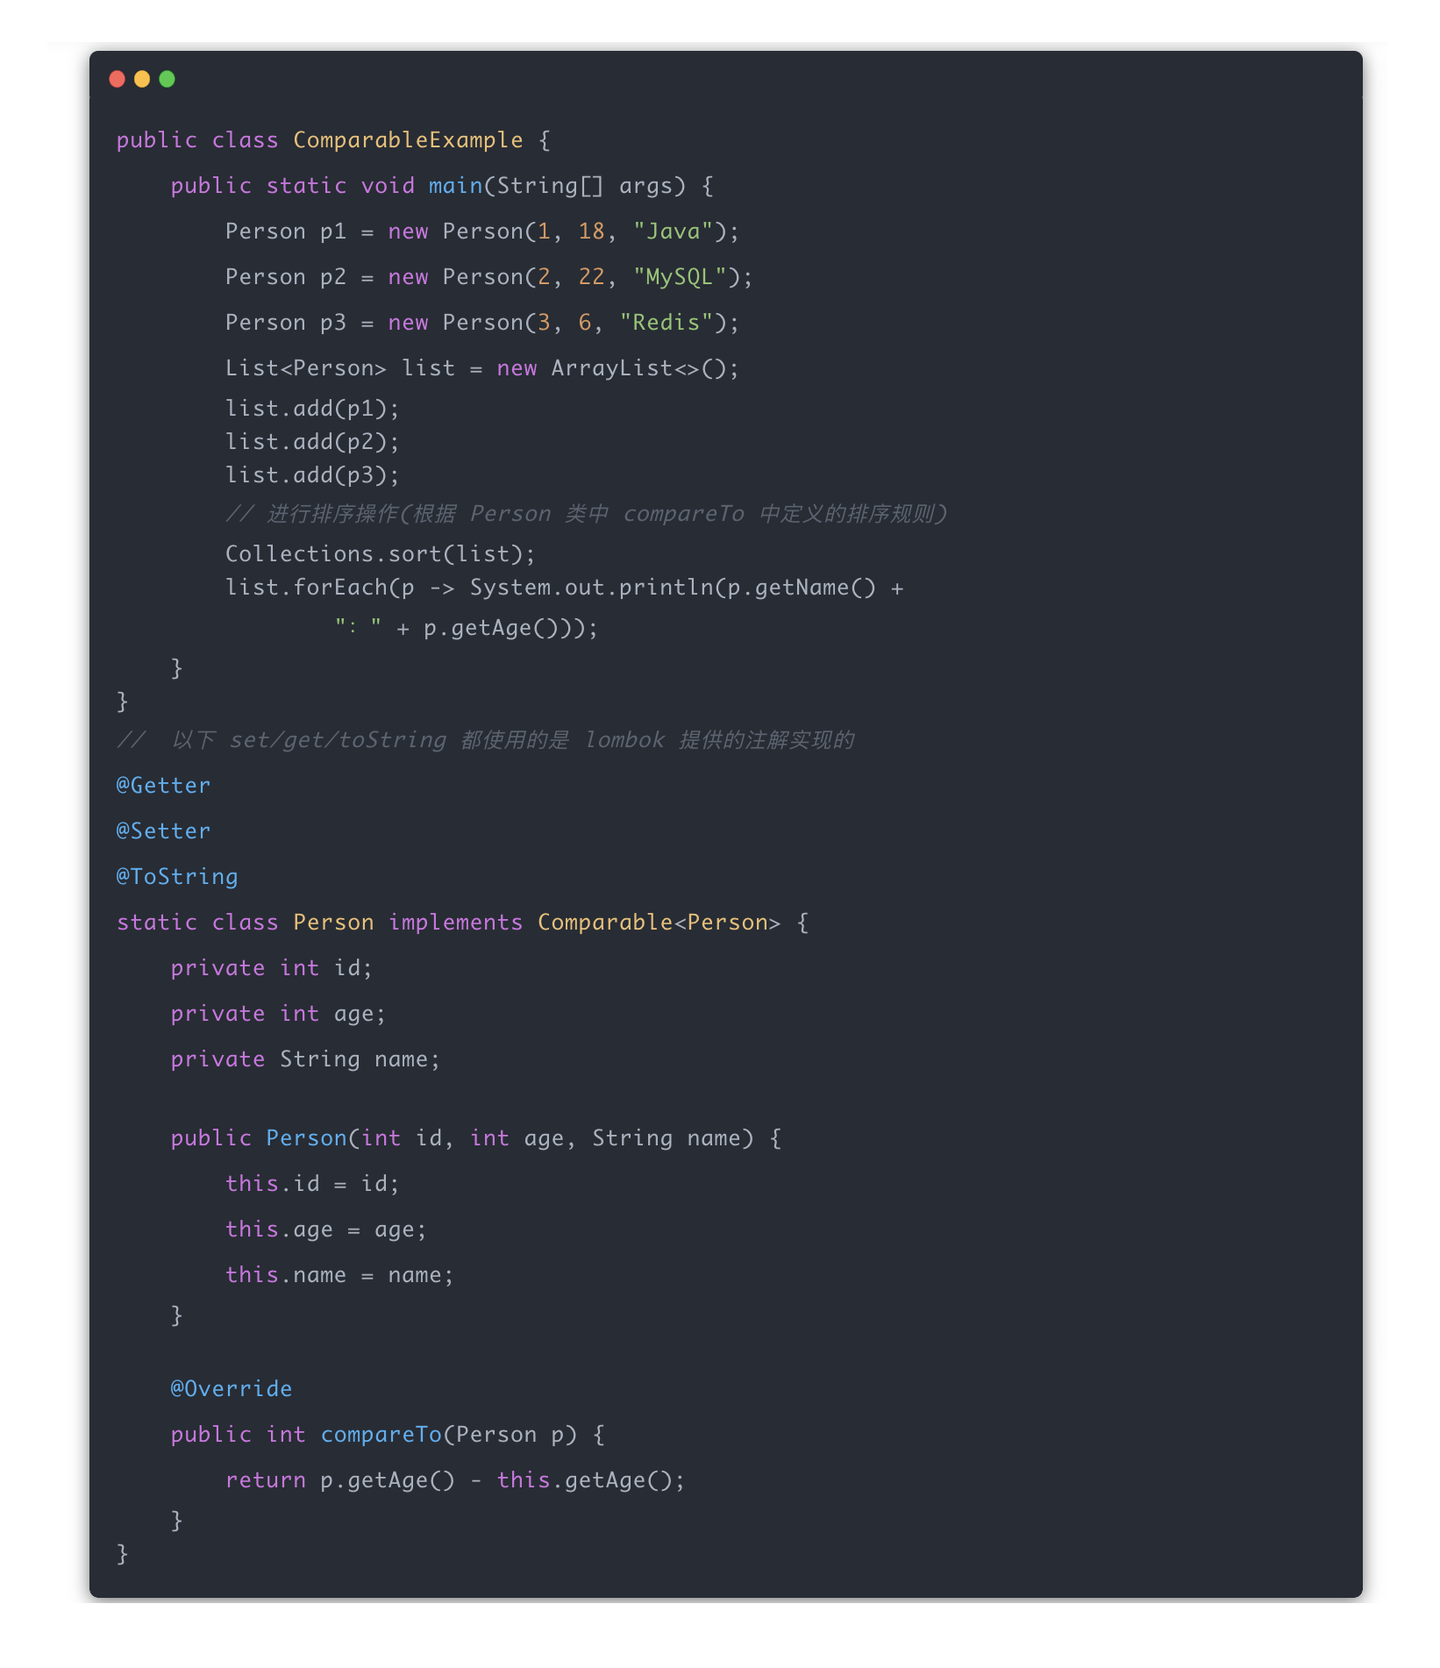 public class ComparableExample {
    public static void main(String[] args) {
        Person p1 = new Person(1, 18, "Java");
        Person p2 = new Person(2, 22, "MySQL");
        Person p3 = new Person(3, 6, "Redis");
        List<Person> list = new ArrayList<>();
        list.add(p1);
        list.add(p2);
        list.add(p3);
        // 进行排序操作(根据 Person 类中 compareTo 中定义的排序规则)
        Collections.sort(list);
        list.forEach(p -> System.out.println(p.getName() +
                "：" + p.getAge()));
    }
}
//  以下 set/get/toString 都使用的是 lombok 提供的注解实现的
@Getter
@Setter
@ToString
static class Person implements Comparable<Person> {
    private int id;
    private int age;
    private String name;

    public Person(int id, int age, String name) {
        this.id = id;
        this.age = age;
        this.name = name;
    }

    @Override
    public int compareTo(Person p) {
        return p.getAge() - this.getAge();
    }
}